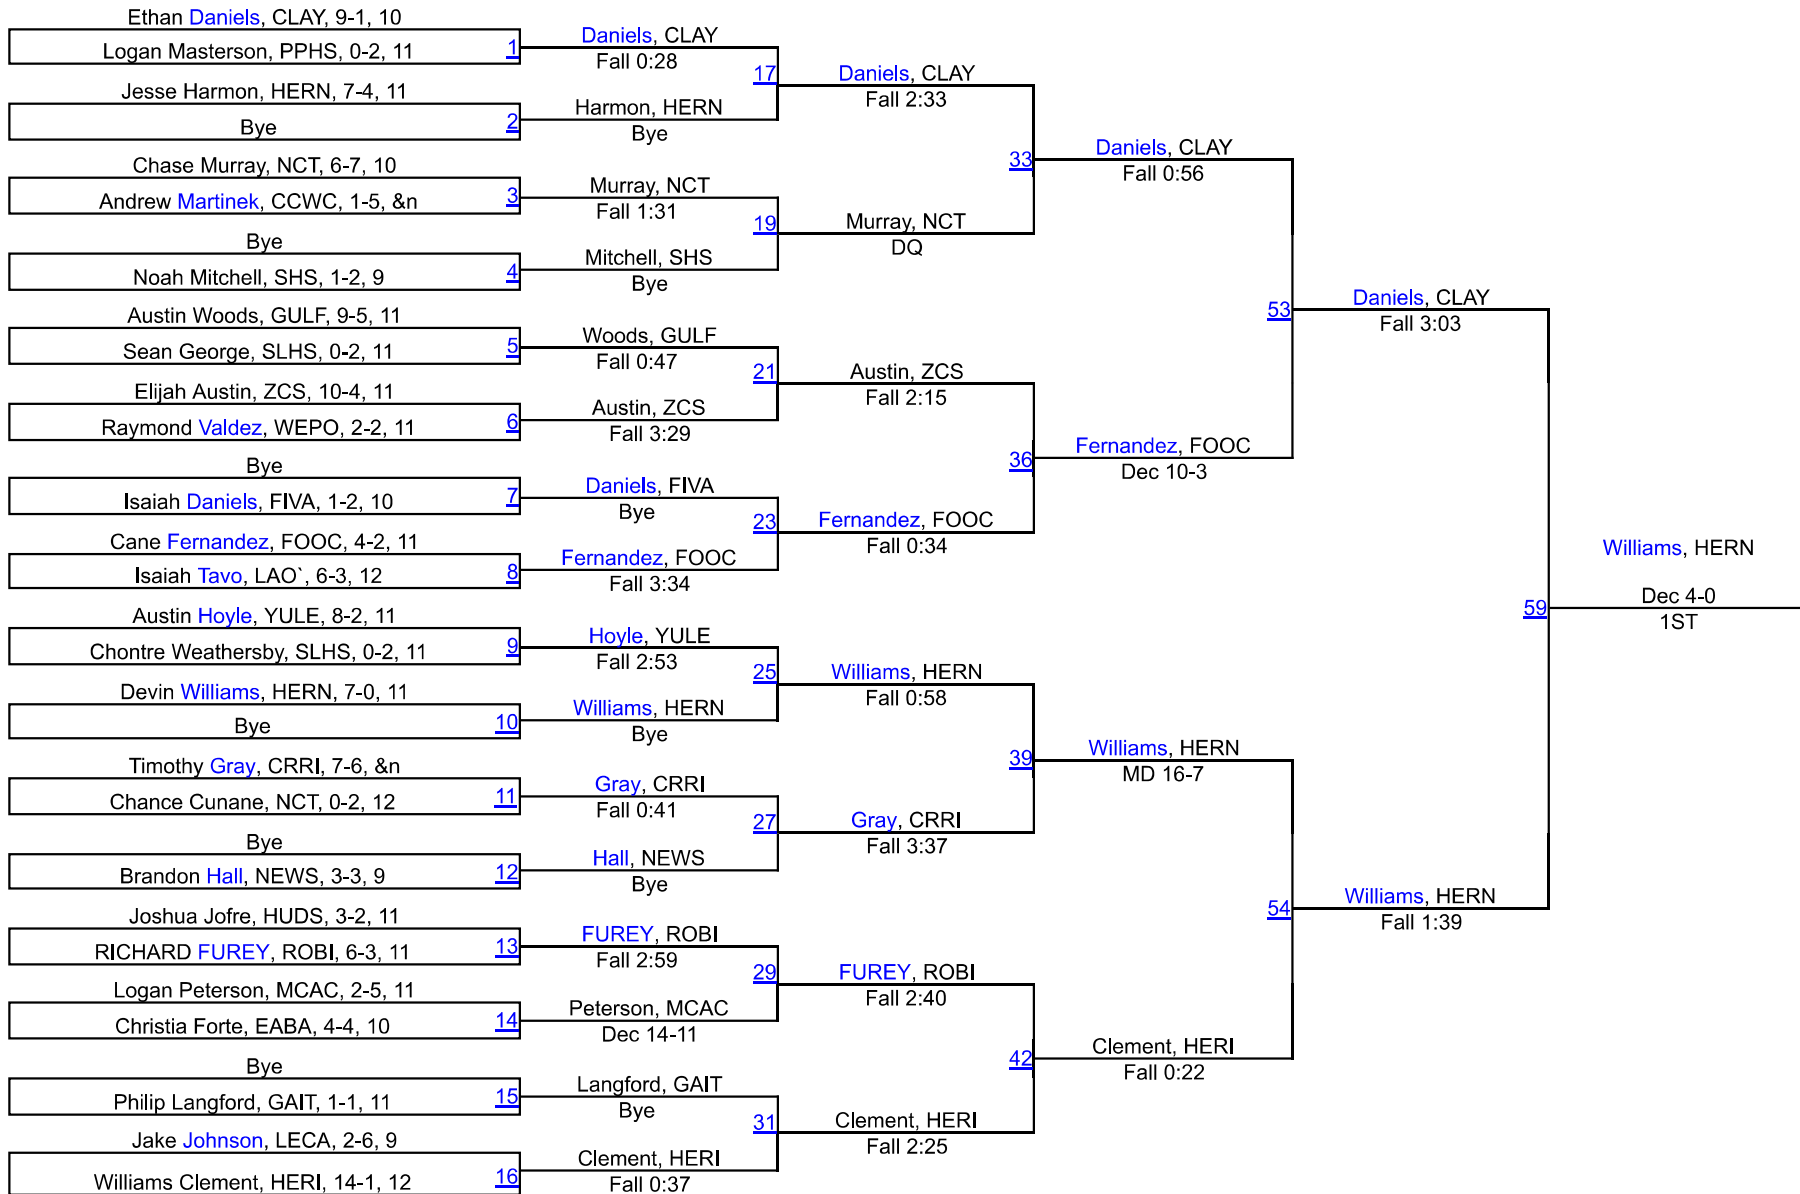 Ethan Daniels, CLAY, 9-1, 10
Logan Masterson, PPHS, 0-2, 11
1
Jesse Harmon, HERN, 7-4, 11
Bye
2
Chase Murray, NCT, 6-7, 10
Andrew Martinek, CCWC, 1-5, &n
3
Bye
Noah Mitchell, SHS, 1-2, 9
4
Austin Woods, GULF, 9-5, 11
Sean George, SLHS, 0-2, 11
5
Elijah Austin, ZCS, 10-4, 11
Raymond Valdez, WEPO, 2-2, 11
6
Bye
Isaiah Daniels, FIVA, 1-2, 10
7
Cane Fernandez, FOOC, 4-2, 11
Isaiah Tavo, LAO`, 6-3, 12
8
Austin Hoyle, YULE, 8-2, 11
Chontre Weathersby, SLHS, 0-2, 11
9
Devin Williams, HERN, 7-0, 11
Bye
10
Timothy Gray, CRRI, 7-6, &n
Chance Cunane, NCT, 0-2, 12
11
Bye
Brandon Hall, NEWS, 3-3, 9
12
Joshua Jofre, HUDS, 3-2, 11
RICHARD FUREY, ROBI, 6-3, 11
13
Logan Peterson, MCAC, 2-5, 11
Christia Forte, EABA, 4-4, 10
14
Bye
Philip Langford, GAIT, 1-1, 11
15
Jake Johnson, LECA, 2-6, 9
Williams Clement, HERI, 14-1, 12
16
Daniels, CLAY
Fall 0:28
17
Harmon, HERN
Bye
Murray, NCT
Fall 1:31
19
Mitchell, SHS
Bye
Woods, GULF
Fall 0:47
21
Austin, ZCS
Fall 3:29
Daniels, FIVA
Bye
23
Fernandez, FOOC
Fall 3:34
Hoyle, YULE
Fall 2:53
25
Williams, HERN
Bye
Gray, CRRI
Fall 0:41
27
Hall, NEWS
Bye
FUREY, ROBI
Fall 2:59
29
Peterson, MCAC
Dec 14-11
Langford, GAIT
Bye
31
Clement, HERI
Fall 0:37
Daniels, CLAY
Fall 2:33
33
Murray, NCT
DQ
Austin, ZCS
Fall 2:15
36
Fernandez, FOOC
Fall 0:34
Williams, HERN
Fall 0:58
39
Gray, CRRI
Fall 3:37
FUREY, ROBI
Fall 2:40
42
Clement, HERI
Fall 2:25
Daniels, CLAY
Fall 0:56
53
Fernandez, FOOC
Dec 10-3
Williams, HERN
MD 16-7
54
Clement, HERI
Fall 0:22
Daniels, CLAY
Fall 3:03
59
Williams, HERN
Fall 1:39
Williams, HERN
Dec 4-0
1ST